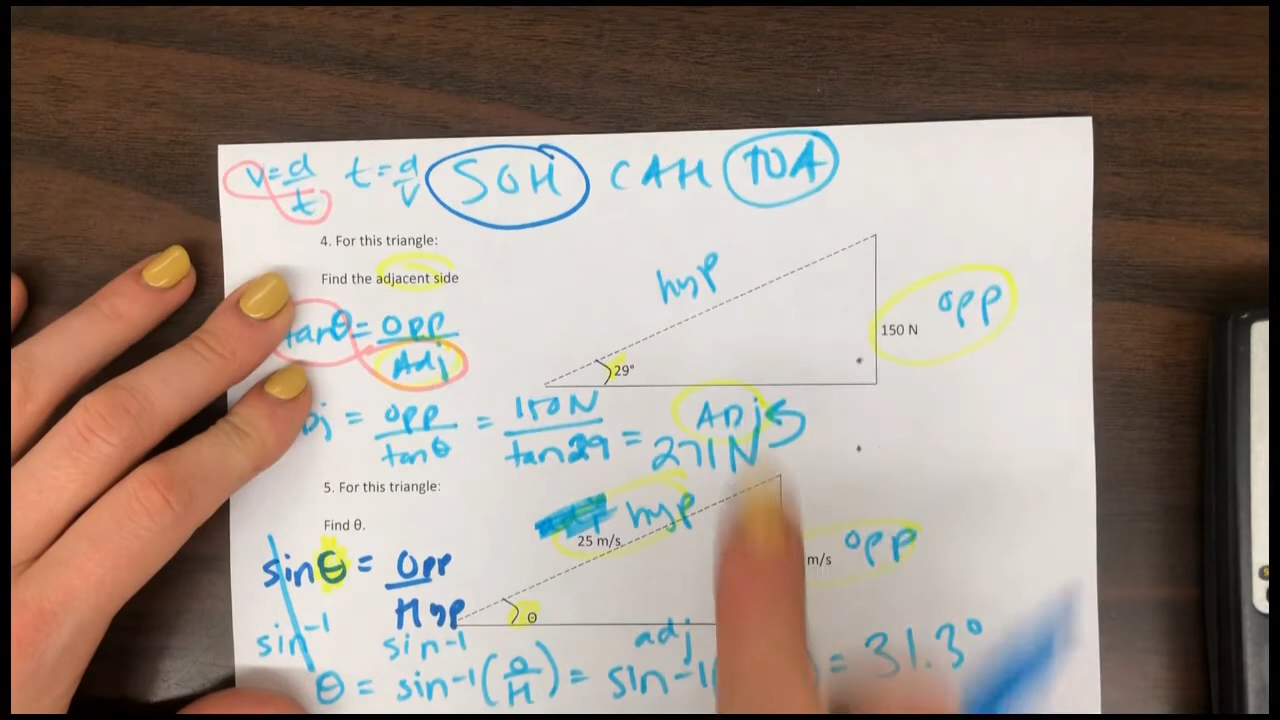 v=d/t t=d/v SOH CAH TOA
4. For this triangle:
Find the adjacent side
hyp
150 N opp
tanθ = Opp/Adj
29°
= opp/tanθ = 150N/tan29 = 271N
ADj
5. For this triangle:
Find θ.
hyp
25 m/s
m/s opp
sinθ = Opp/Hyp
θ
adj
sin-1 sin-1
θ = sin-1(o/H) = sin-1( = 31.3°